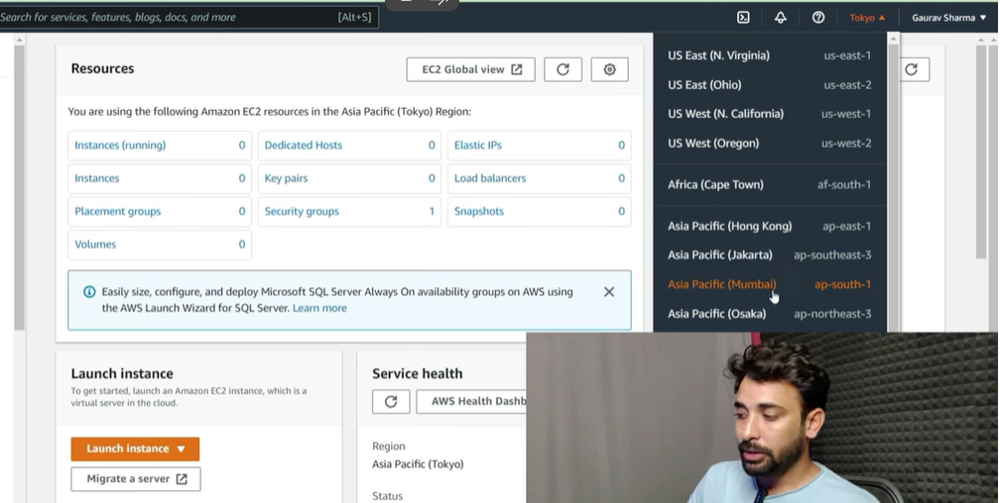 Search for services, features, blogs, docs, and more [Alt+S] Tokyo Gaurav Sharma
Resources
EC2 Global view
You are using the following Amazon EC2 resources in the Asia Pacific (Tokyo) Region:
Instances (running) 0
Dedicated Hosts 0
Elastic IPs 0
Instances 0
Key pairs 0
Load balancers 0
Placement groups 0
Security groups 1
Snapshots 0
Volumes 0
Easily size, configure, and deploy Microsoft SQL Server Always On availability groups on AWS using
the AWS Launch Wizard for SQL Server. Learn more
Launch instance
To get started, launch an Amazon EC2 instance, which is a
virtual server in the cloud.
Launch instance
Migrate a server
Service health
AWS Health Dashb
Region
Asia Pacific (Tokyo)
Status
US East (N. Virginia) us-east-1
US East (Ohio) us-east-2
US West (N. California) us-west-1
US West (Oregon) us-west-2
Africa (Cape Town) af-south-1
Asia Pacific (Hong Kong) ap-east-1
Asia Pacific (Jakarta) ap-southeast-3
Asia Pacific (Mumbai) ap-south-1
Asia Pacific (Osaka) ap-northeast-3